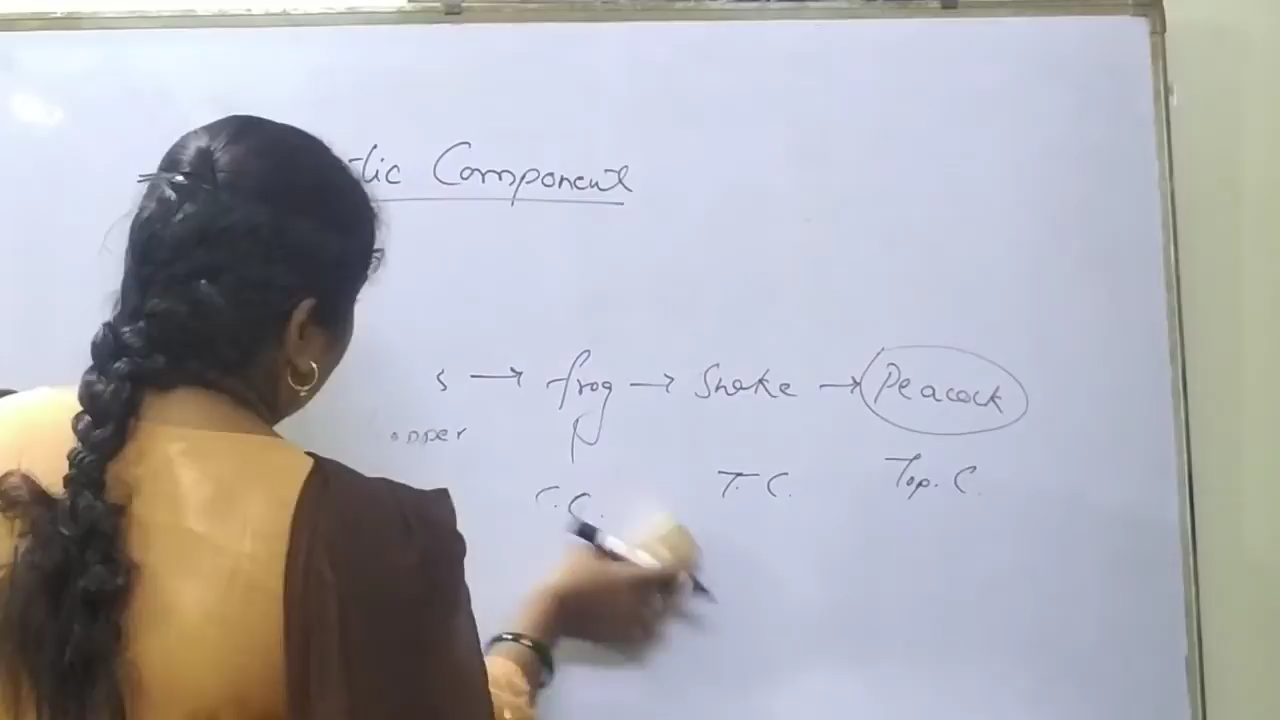 tic Component
s → frog → Snake → Peacock
opper
T.C. Top. C.